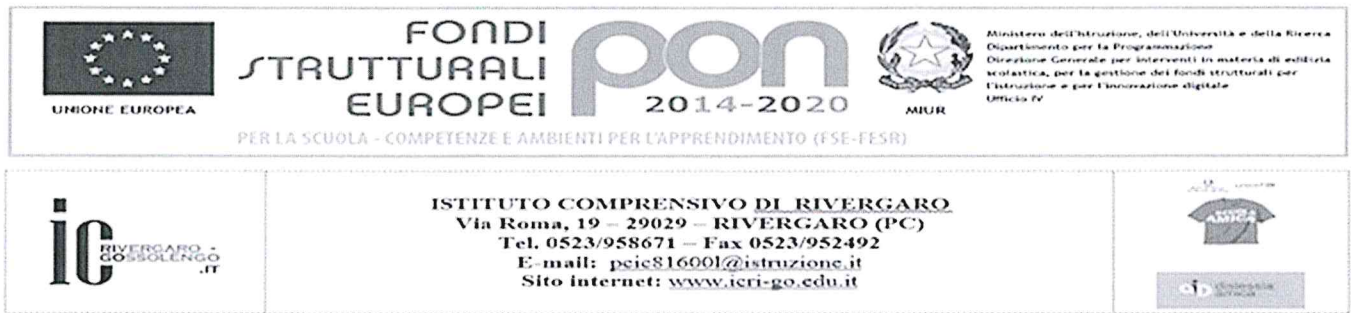 UNIONE EUROPEA
FONDI
STRUTTURALI
EUROPEI
pon
2014-2020
MIUR
Ministero dell'Istruzione, dell'Università e della Ricerca
Dipartimento per la Programmazione
Direzione Generale per interventi in materia di edilizia
scolastica, per la gestione dei fondi strutturali per
l'istruzione e per l'innovazione digitale
Ufficio IV
PER LA SCUOLA - COMPETENZE E AMBIENTI PER L'APPRENDIMENTO (FSE-FESR)
ic
RIVERGARO -
GOSSOLENGO
.IT
ISTITUTO COMPRENSIVO DI RIVERGARO
Via Roma, 19 – 29029 – RIVERGARO (PC)
Tel. 0523/958671 – Fax 0523/952492
E-mail: pcic816001@istruzione.it
Sito internet: www.icri-go.edu.it
AMICA
dislessia
amica